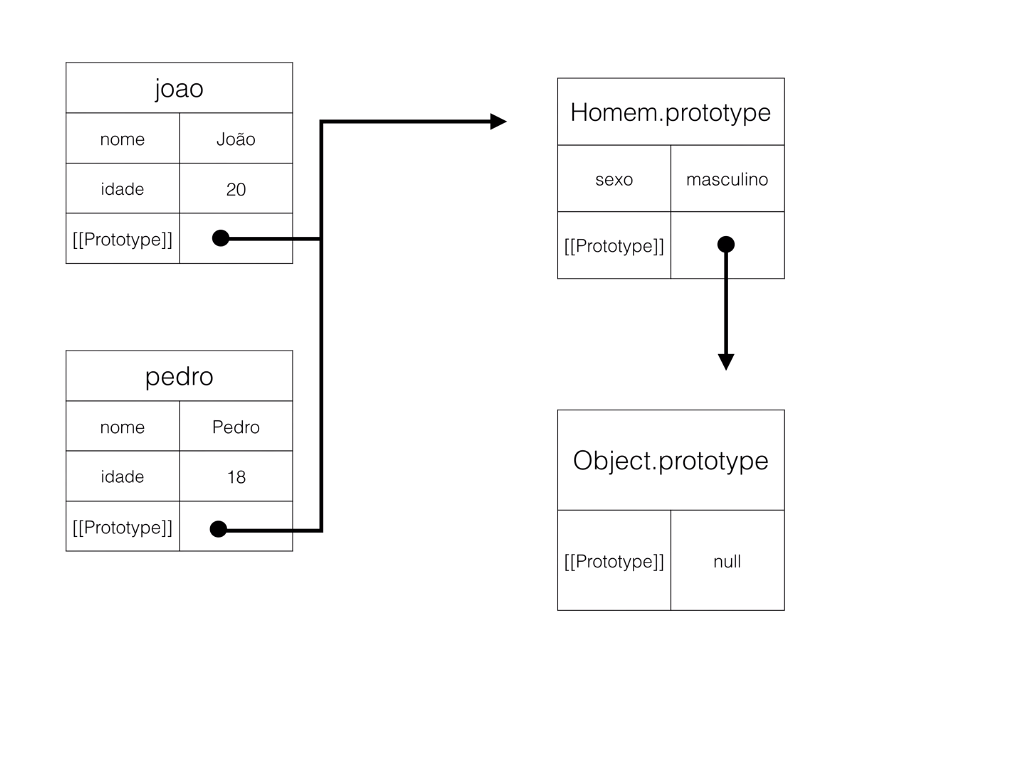 joao
nome João
idade 20
[[Prototype]]
pedro
nome Pedro
idade 18
[[Prototype]]
Homem.prototype
sexo masculino
[[Prototype]]
Object.prototype
[[Prototype]] null